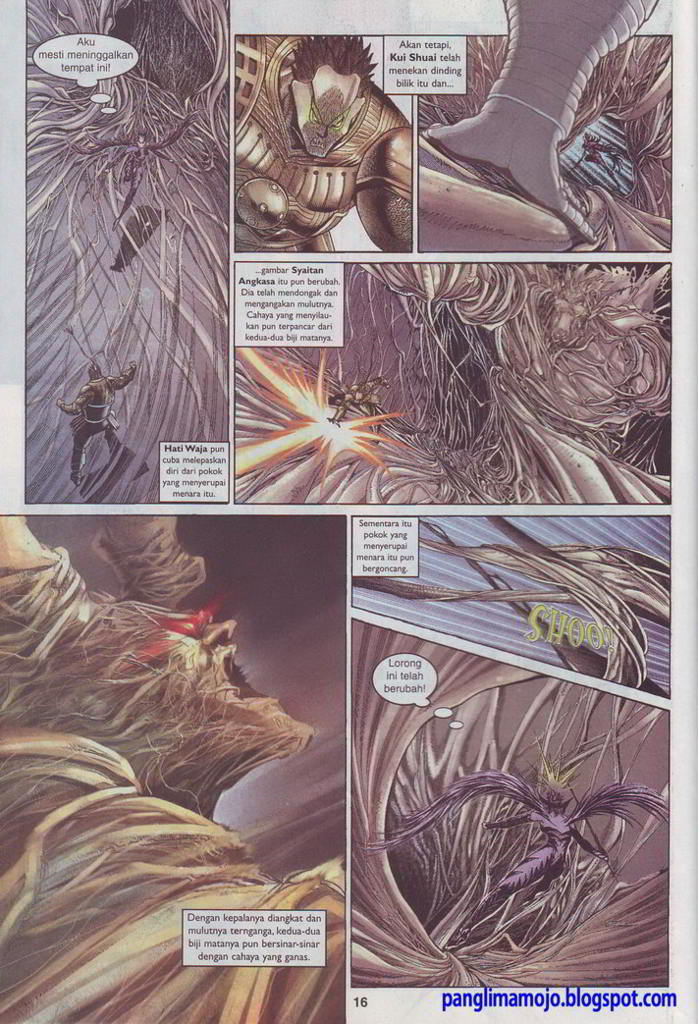 Aku
mesti meninggalkan
tempat ini!
Hati Waja pun
cuba melepaskan
diri dari pokok
yang menyerupai
menara itu.
Akan tetapi,
Kui Shuai telah
menekan dinding
bilik itu dan...
...gambar Syaitan
Angkasa itu pun berubah.
Dia telah mendongak dan
mengangakan mulutnya.
Cahaya yang menyilau-
kan pun terpancar dari
kedua-dua biji matanya.
Dengan kepalanya diangkat dan
mulutnya ternganga, kedua-dua
biji matanya pun bersinar-sinar
dengan cahaya yang ganas.
Sementara itu
pokok yang
menyerupai
menara itu pun
bergoncang.
SHOO!
Lorong
ini telah
berubah!
16
panglimamojo.blogspot.com